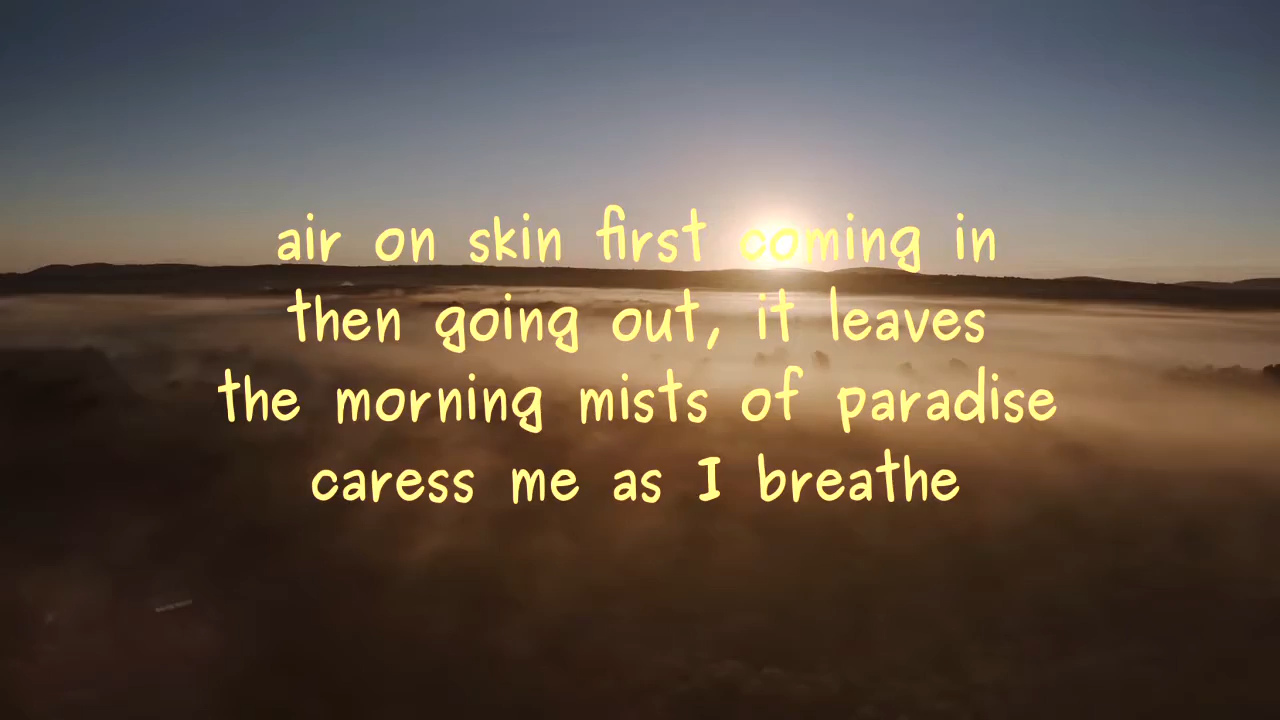 air on skin first coming in
then going out, it leaves
the morning mists of paradise
caress me as I breathe